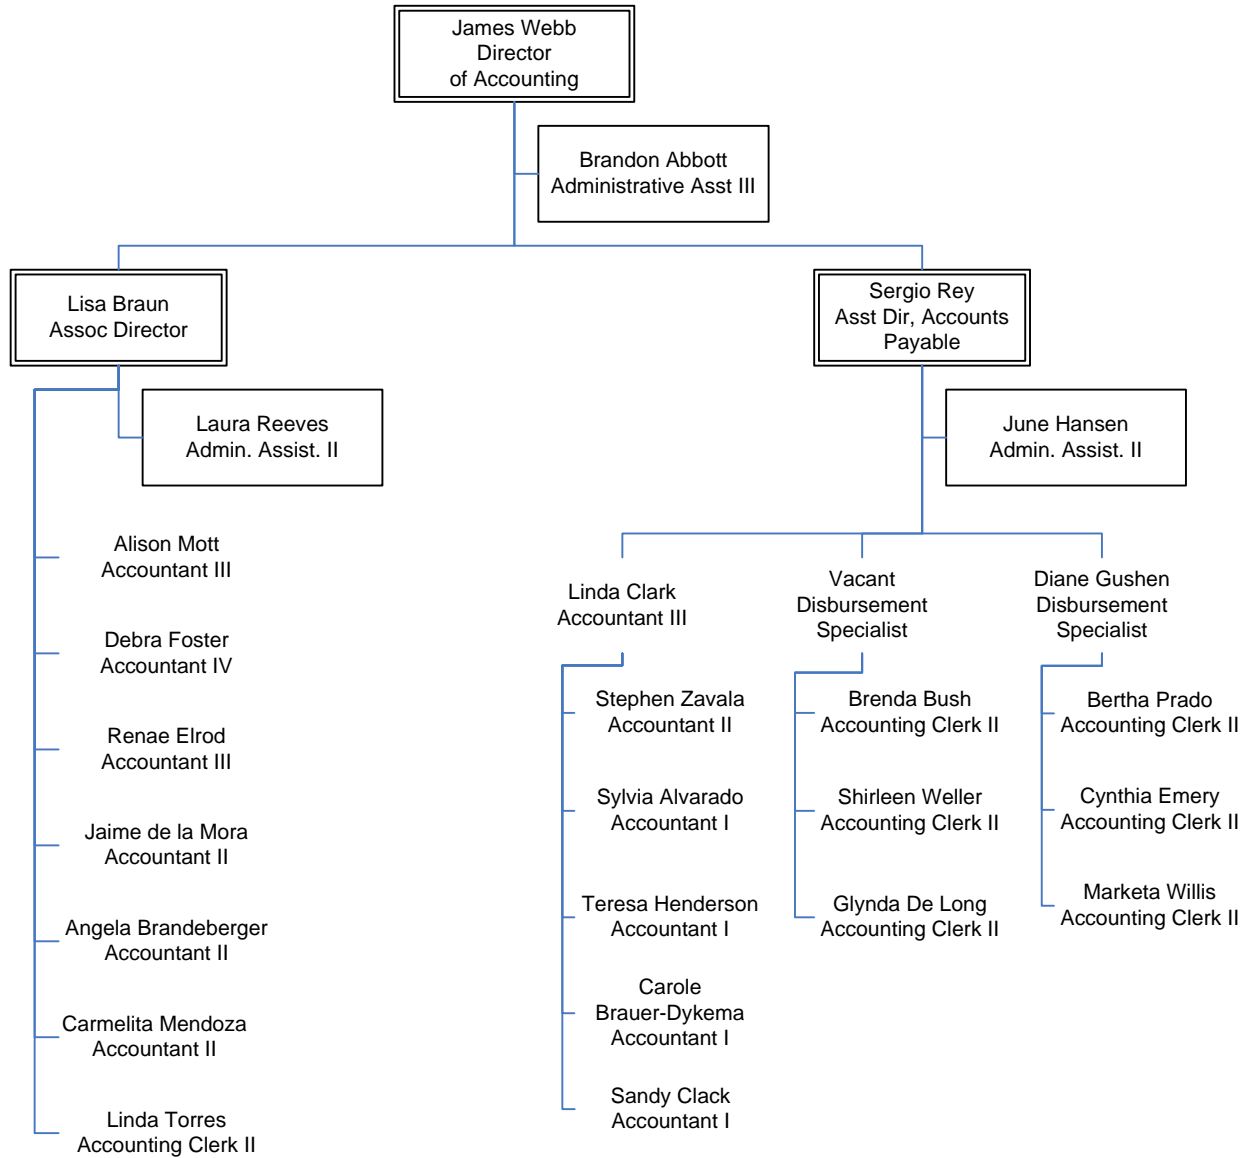 James Webb
Director
of Accounting
Brandon Abbott
Administrative Asst III
Lisa Braun
Assoc Director
Sergio Rey
Asst Dir, Accounts
Payable
Laura Reeves
Admin. Assist. II
June Hansen
Admin. Assist. II
Alison Mott
Accountant III
Debra Foster
Accountant IV
Renae Elrod
Accountant III
Jaime de la Mora
Accountant II
Angela Brandeberger
Accountant II
Carmelita Mendoza
Accountant II
Linda Torres
Accounting Clerk II
Linda Clark
Accountant III
Stephen Zavala
Accountant II
Sylvia Alvarado
Accountant I
Teresa Henderson
Accountant I
Carole
Brauer-Dykema
Accountant I
Sandy Clack
Accountant I
Vacant
Disbursement
Specialist
Brenda Bush
Accounting Clerk II
Shirleen Weller
Accounting Clerk II
Glynda De Long
Accounting Clerk II
Diane Gushen
Disbursement
Specialist
Bertha Prado
Accounting Clerk II
Cynthia Emery
Accounting Clerk II
Marketa Willis
Accounting Clerk II